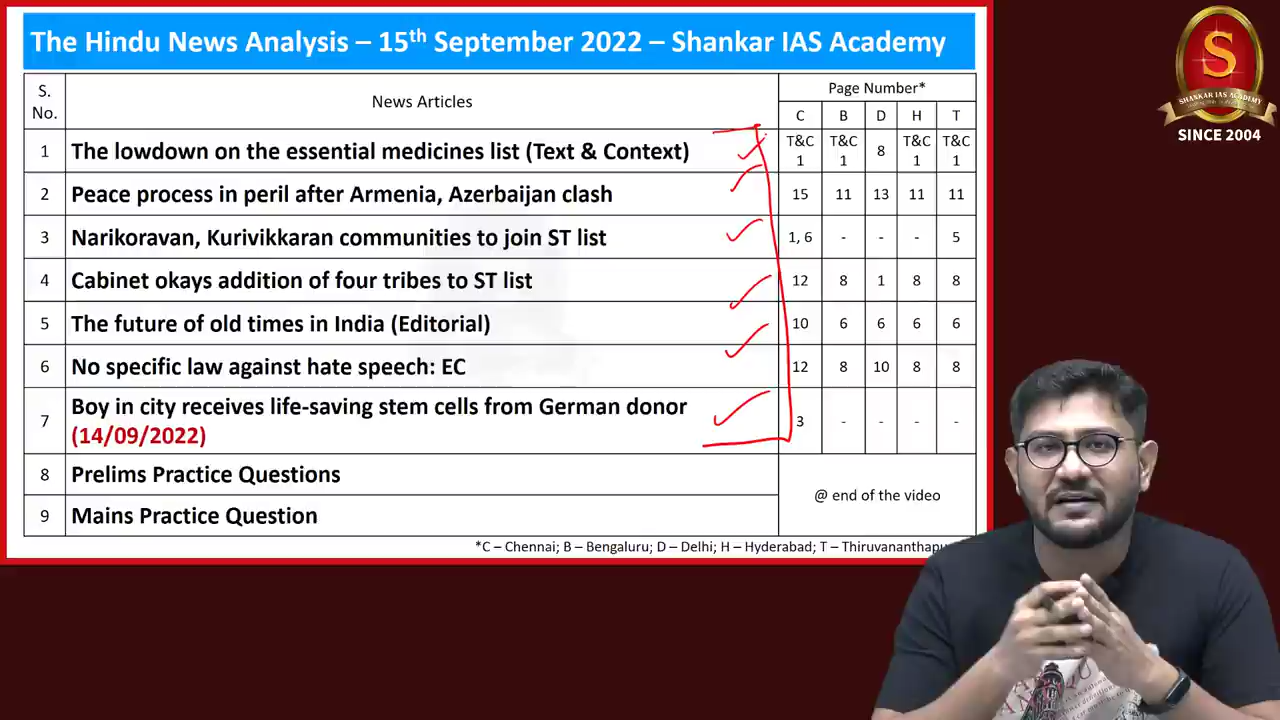 The Hindu News Analysis – 15th September 2022 – Shankar IAS Academy
S. No. News Articles Page Number*
C B D H T
1 The lowdown on the essential medicines list (Text & Context) T&C 1 T&C 1 8 T&C 1 T&C 1
2 Peace process in peril after Armenia, Azerbaijan clash 15 11 13 11 11
3 Narikoravan, Kurivikkaran communities to join ST list 1, 6 - - - 5
4 Cabinet okays addition of four tribes to ST list 12 8 1 8 8
5 The future of old times in India (Editorial) 10 6 6 6 6
6 No specific law against hate speech: EC 12 8 10 8 8
7 Boy in city receives life-saving stem cells from German donor
(14/09/2022) 3 - - - -
8 Prelims Practice Questions
@ end of the video
9 Mains Practice Question
*C – Chennai; B – Bengaluru; D – Delhi; H – Hyderabad; T –
S
SHANKAR IAS ACADEMY
SINCE 2004